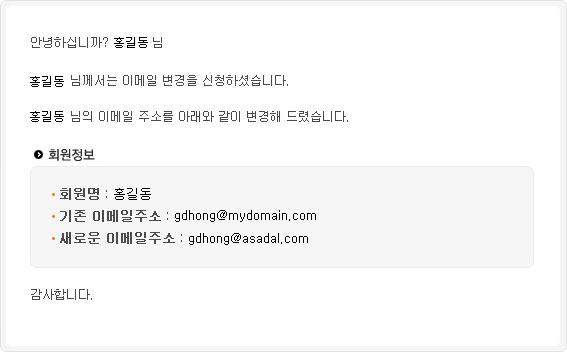 안녕하십니까? 홍길동 님
홍길동 님께서는 이메일 변경을 신청하셨습니다.
홍길동 님의 이메일 주소를 아래와 같이 변경해 드렸습니다.
회원정보
• 회원명 : 홍길동
• 기존 이메일주소 : gdhong@mydomain.com
• 새로운 이메일주소 : gdhong@asadal.com
감사합니다.